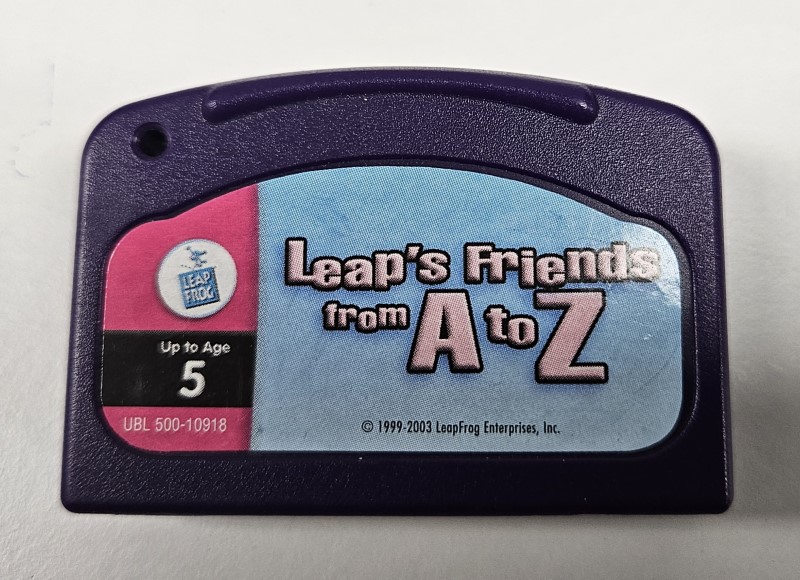 LEAP
FROG
Up to Age
5
UBL 500-10918
Leap's Friends
from A to Z
© 1999-2003 LeapFrog Enterprises, Inc.